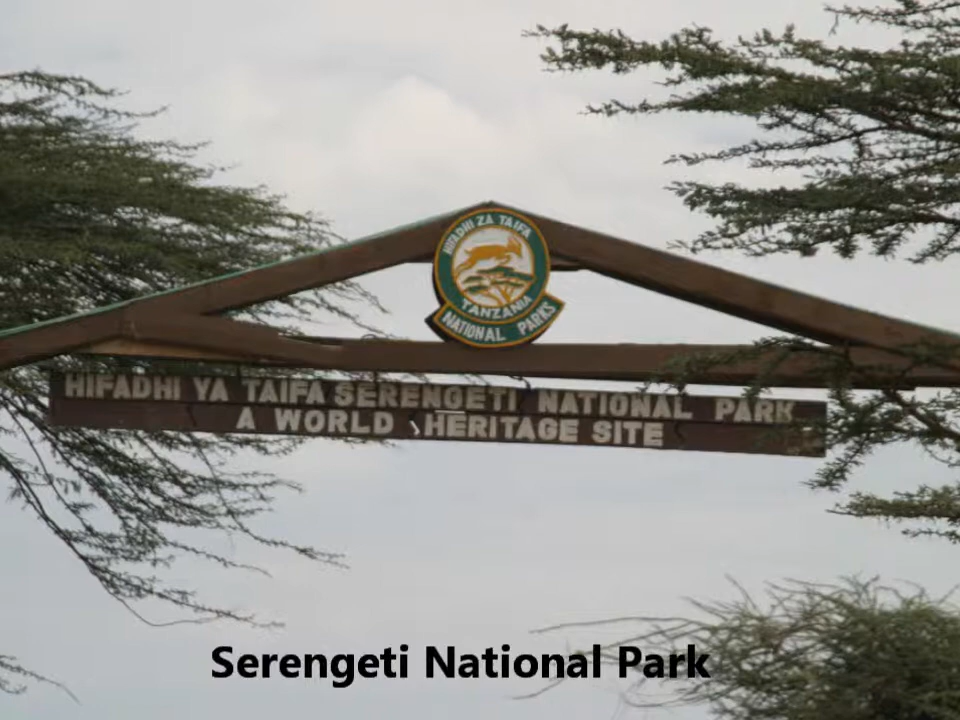 HIFADHI ZA TAIFA
TANZANIA
NATIONAL PARKS
HIFADHI YA TAIFA SERENGETI NATIONAL PARK
A WORLD HERITAGE SITE
Serengeti National Park